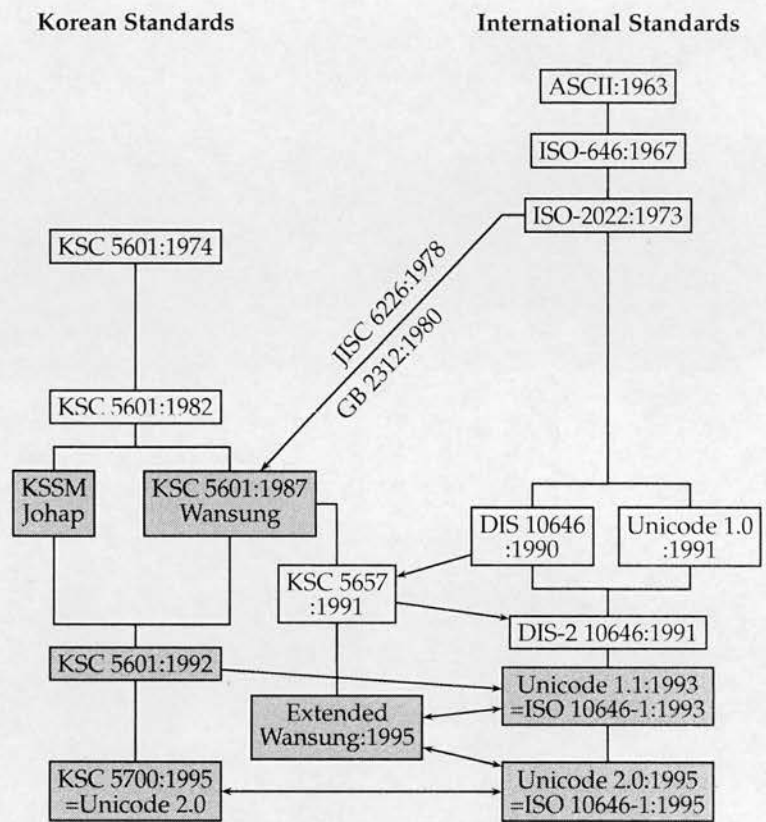 Korean Standards
International Standards
ASCII:1963
ISO-646:1967
ISO-2022:1973
KSC 5601:1974
JISC 6226:1978
GB 2312:1980
KSC 5601:1982
KSSM
Johap
KSC 5601:1987
Wansung
DIS 10646
:1990
Unicode 1.0
:1991
KSC 5657
:1991
DIS-2 10646:1991
KSC 5601:1992
Unicode 1.1:1993
=ISO 10646-1:1993
Extended
Wansung:1995
KSC 5700:1995
=Unicode 2.0
Unicode 2.0:1995
=ISO 10646-1:1995